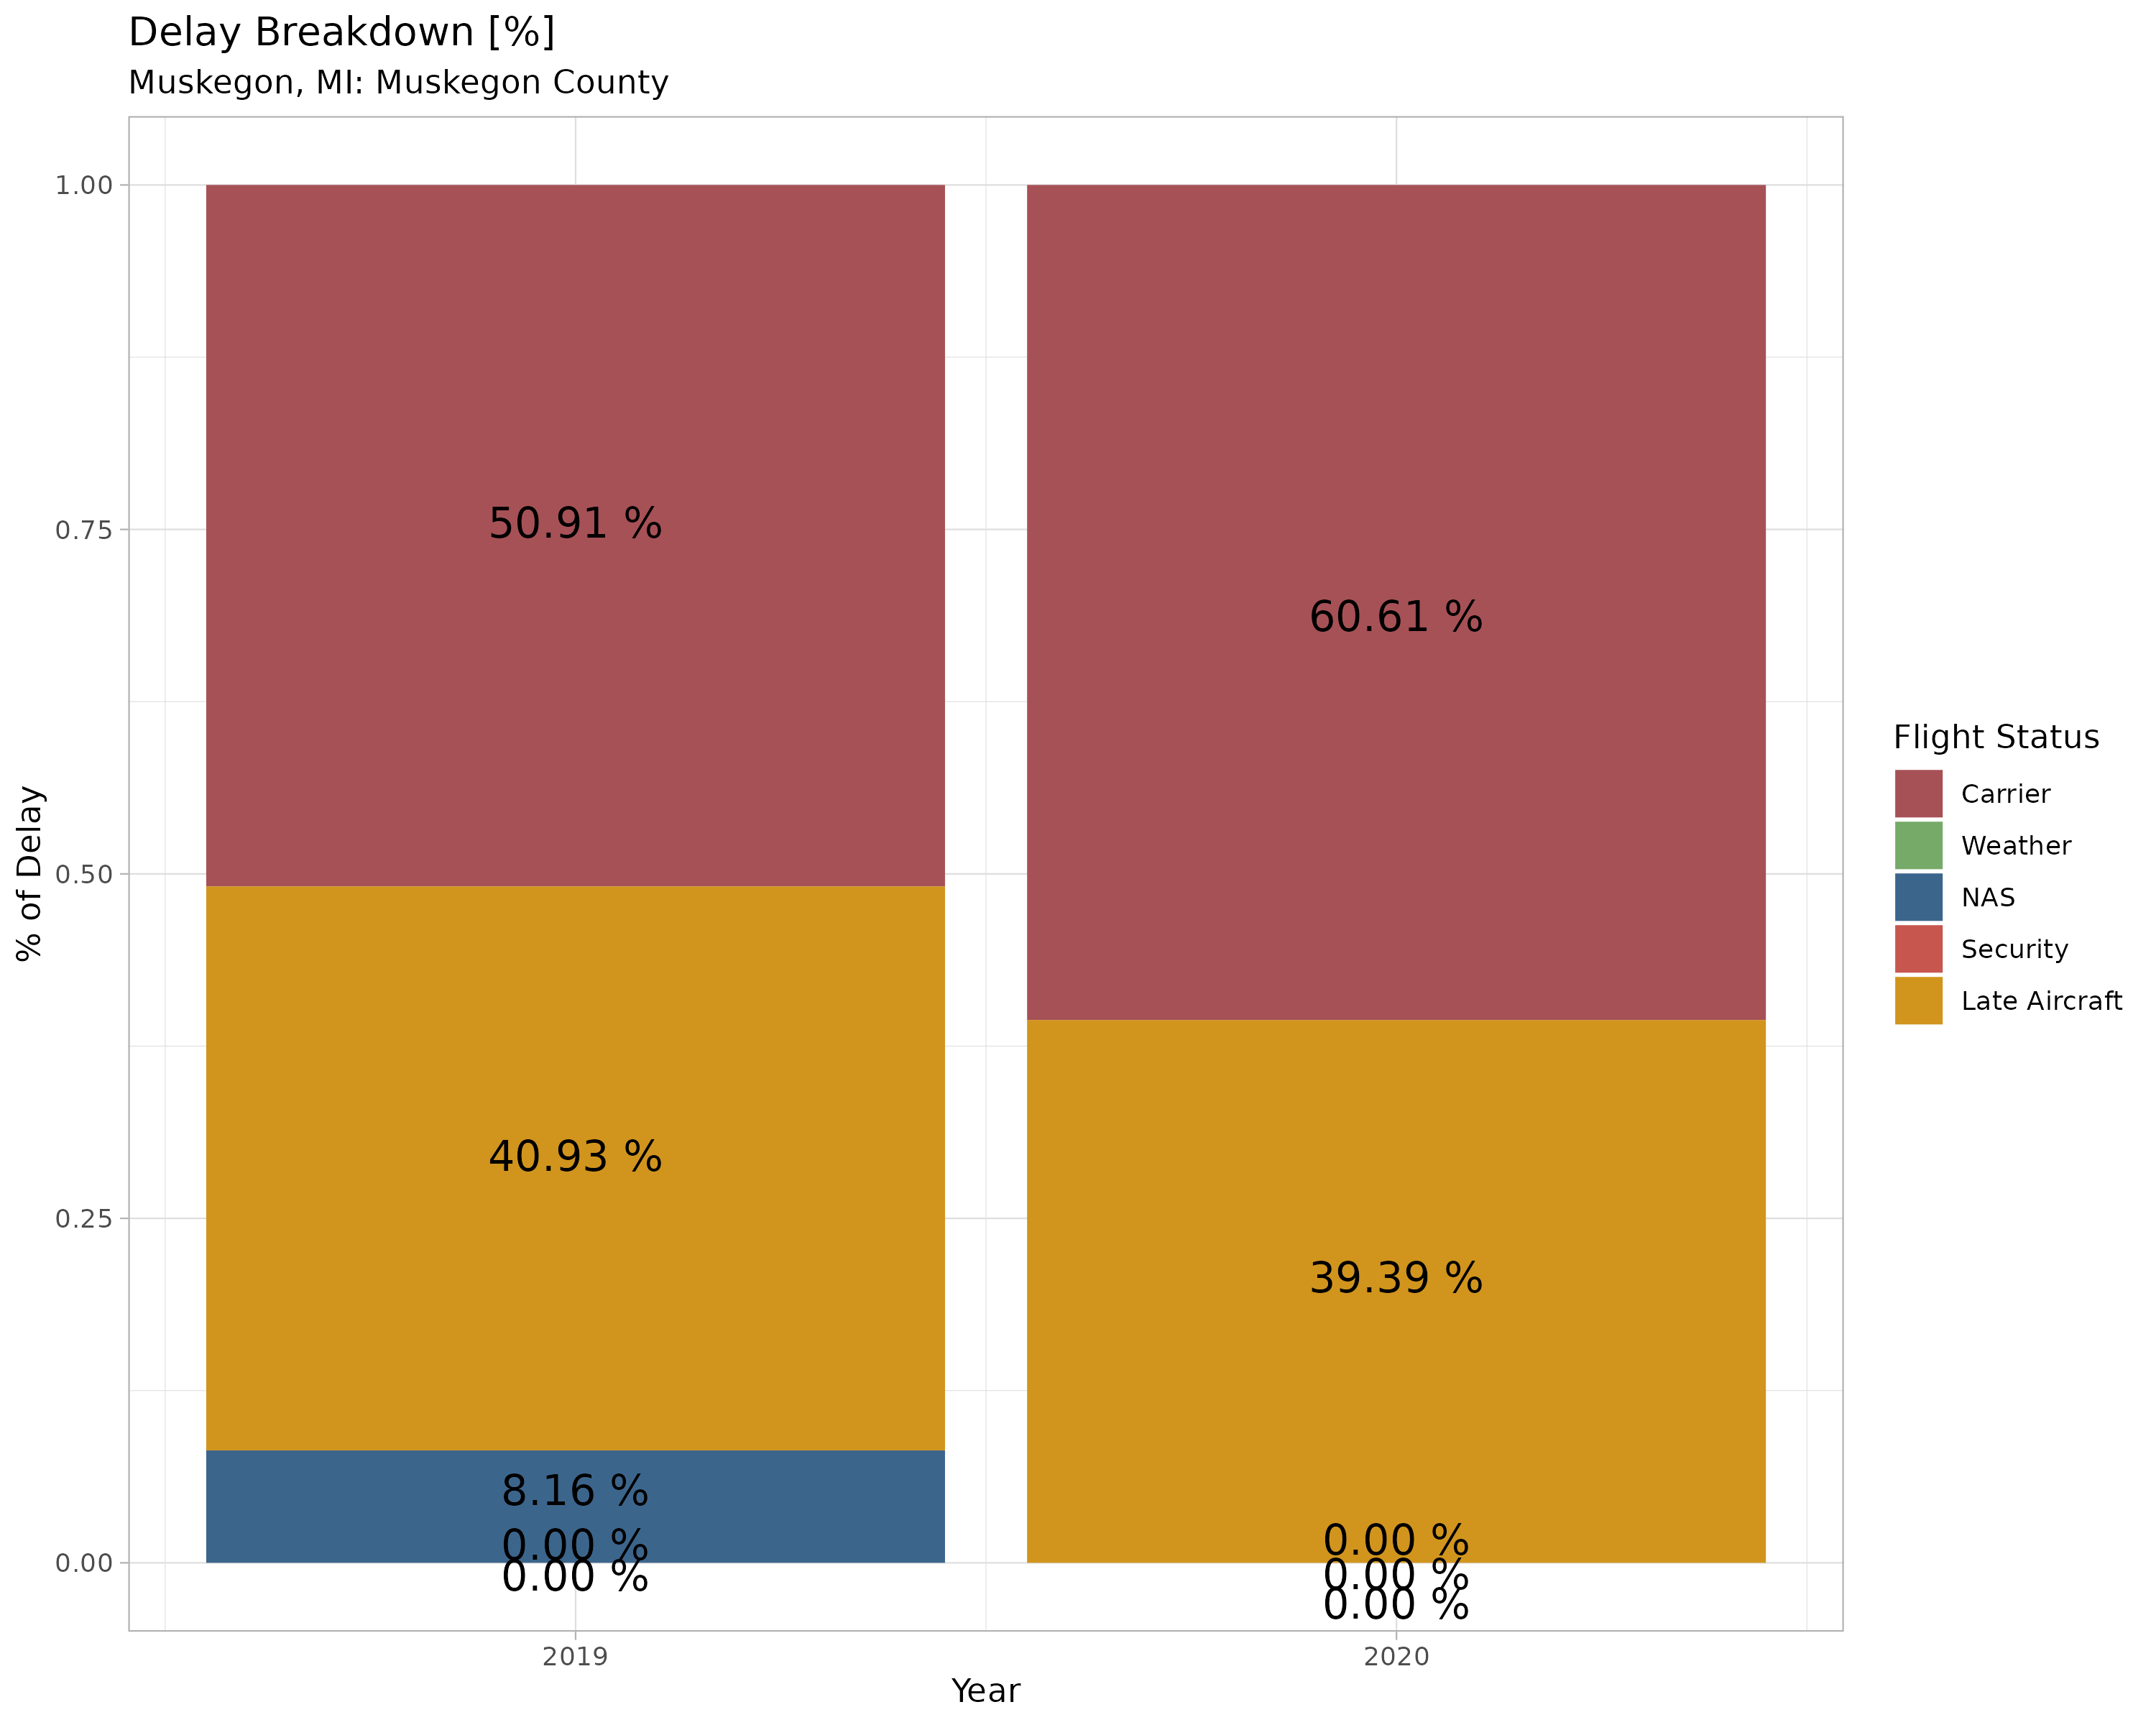 Delay Breakdown [%]
Muskegon, MI: Muskegon County
1.00
0.75
0.50
0.25
0.00
% of Delay
50.91 %
40.93 %
8.16 %
0.00 %
0.00 %
60.61 %
39.39 %
0.00 %
0.00 %
0.00 %
2019
2020
Year
Flight Status
Carrier
Weather
NAS
Security
Late Aircraft